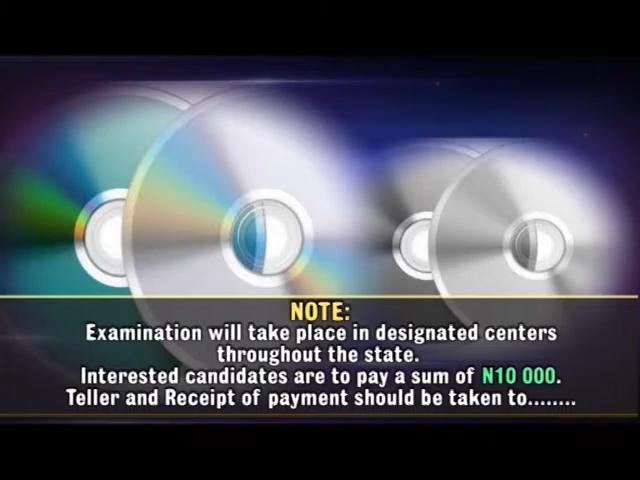 NOTE:
Examination will take place in designated centers
throughout the state.
Interested candidates are to pay a sum of N10 000.
Teller and Receipt of payment should be taken to........